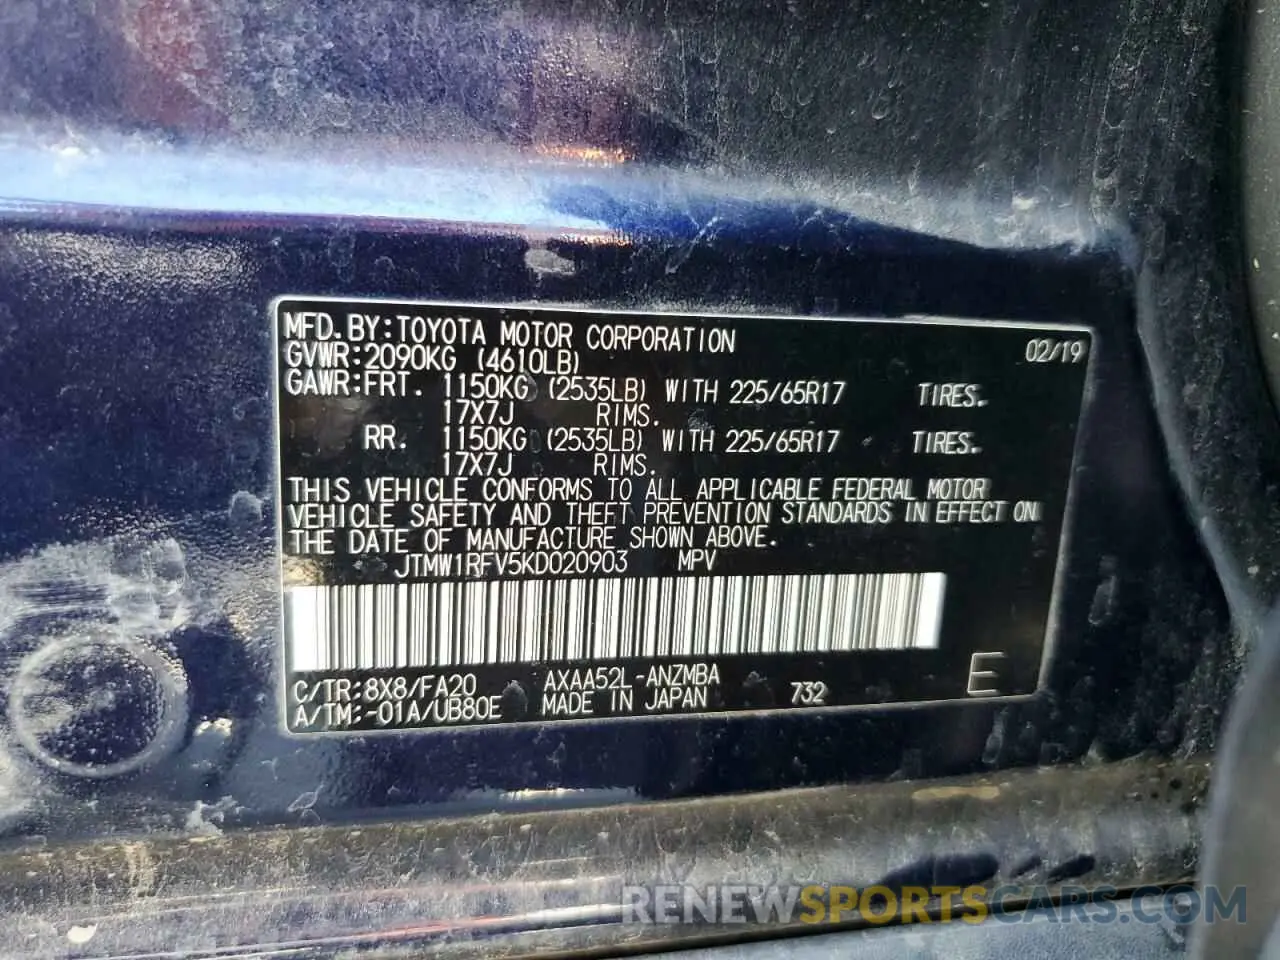 MFD.BY:TOYOTA MOTOR CORPORATION 02/19
GVWR:2090KG (4610LB)
GAWR:FRT. 1150KG (2535LB) WITH 225/65R17 TIRES.
17X7J RIMS.
RR. 1150KG (2535LB) WITH 225/65R17 TIRES.
17X7J RIMS.
THIS VEHICLE CONFORMS TO ALL APPLICABLE FEDERAL MOTOR
VEHICLE SAFETY AND THEFT PREVENTION STANDARDS IN EFFECT ON
THE DATE OF MANUFACTURE SHOWN ABOVE.
JTMW1RFV5KD020903 MPV
C/TR:8X8/FA20 AXAA52L-ANZMBA
A/TM:-01A/UB80E MADE IN JAPAN 732 E
RENEWSPORTSCARS.COM